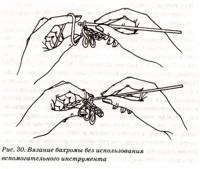 Рис. 30. Вязание бахромы без использования
вспомогательного инструмента